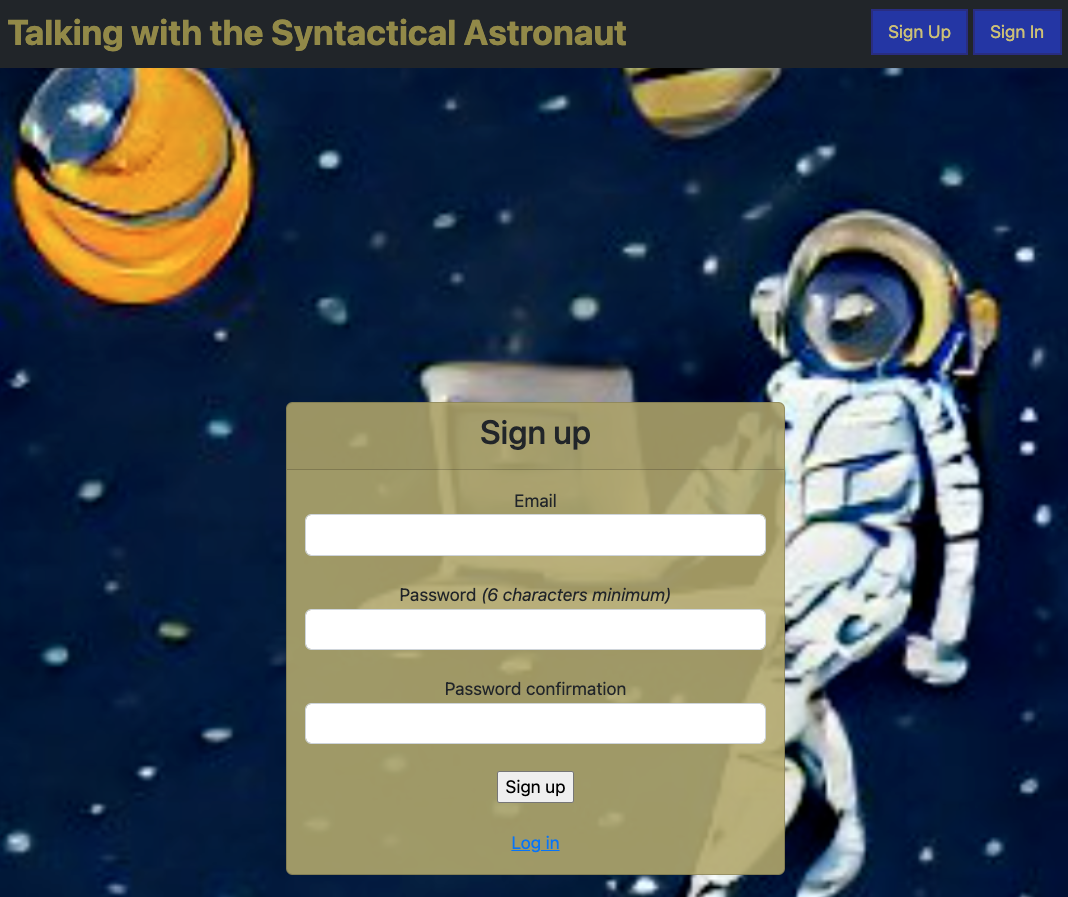 Talking with the Syntactical Astronaut
Sign Up
Sign In
Sign up
Email
Password (6 characters minimum)
Password confirmation
Sign up
Log in